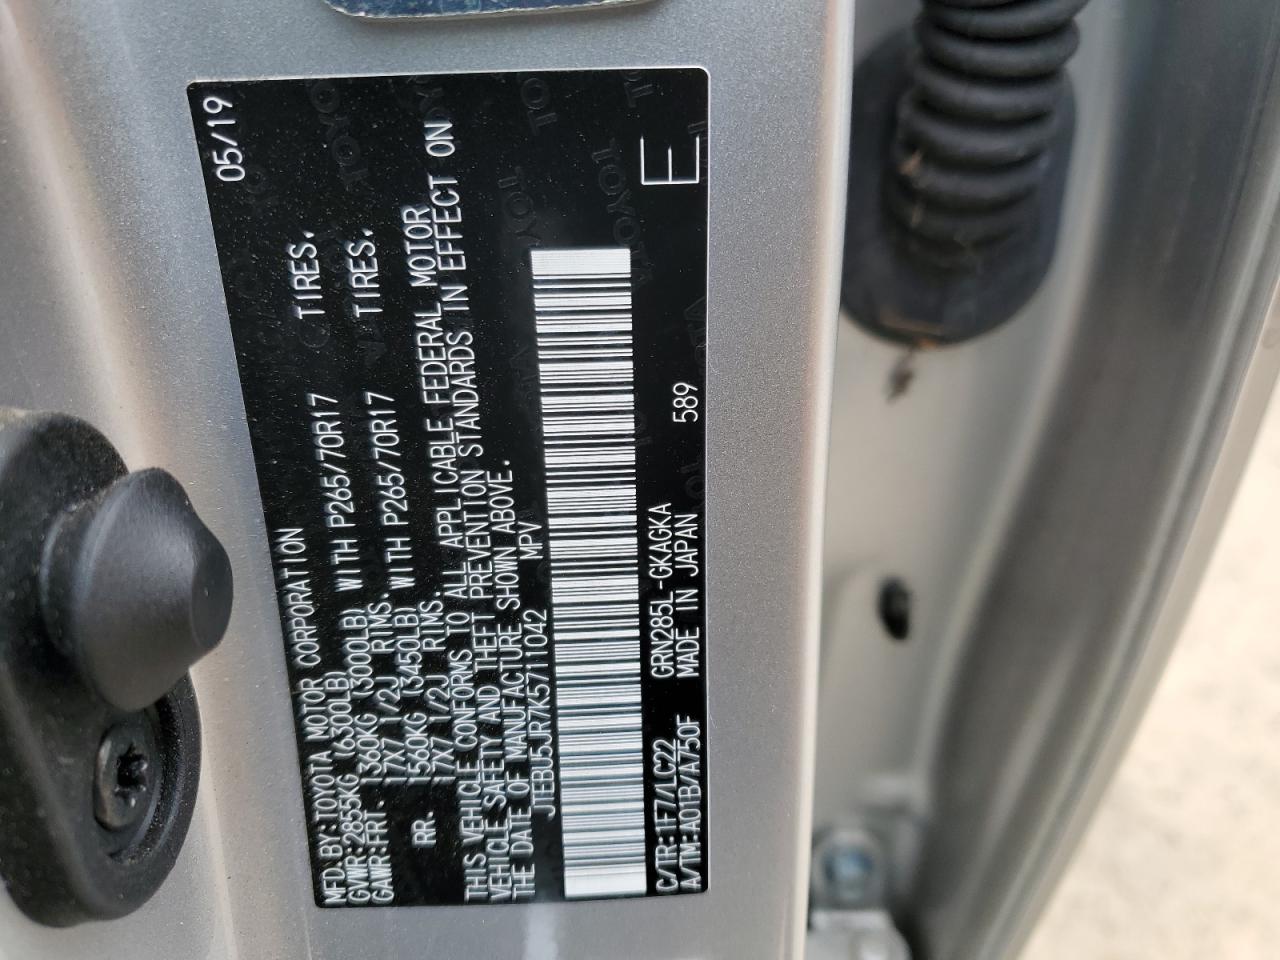 MFD.BY:TOYOTA MOTOR CORPORATION 05/19
GVWR:2855KG (6300LB)
GAWR:FRT. 1360KG (3000LB) WITH P265/70R17 TIRES.
17X7 1/2J RIMS.
RR. 1560KG (3450LB) WITH P265/70R17 TIRES.
17X7 1/2J RIMS.
THIS VEHICLE CONFORMS TO ALL APPLICABLE FEDERAL MOTOR
VEHICLE SAFETY AND THEFT PREVENTION STANDARDS IN EFFECT ON
THE DATE OF MANUFACTURE SHOWN ABOVE.
JTEBU5JR7K5711042 MPV
C/TR:1F7/LC22 GRN285L-GKAGKA
A/TM:A01B/A750F MADE IN JAPAN 589 E